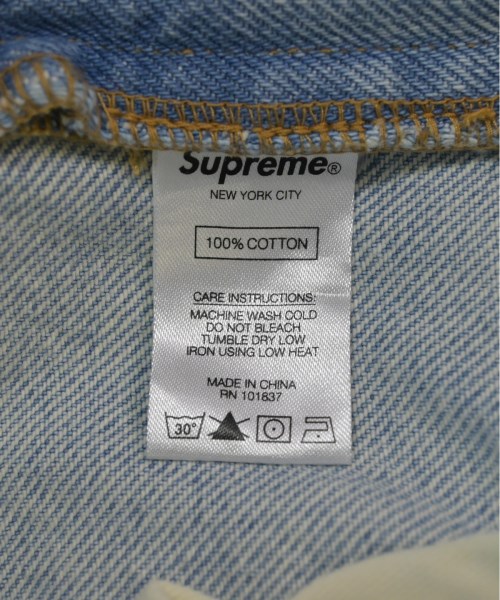 Supreme®
NEW YORK CITY
100% COTTON
CARE INSTRUCTIONS:
MACHINE WASH COLD
DO NOT BLEACH
TUMBLE DRY LOW
IRON USING LOW HEAT
MADE IN CHINA
RN 101837
30°